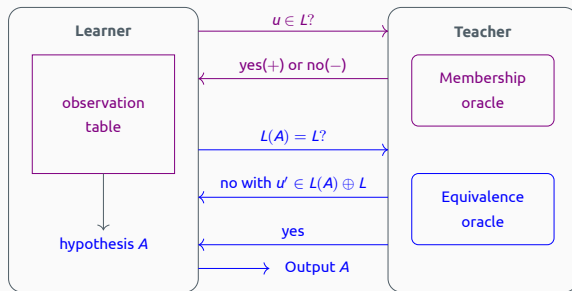 Learner
u ∈ L?
Teacher
yes(+) or no(−)
observation
table
Membership
oracle
L(A) = L?
no with u′ ∈ L(A) ⊕ L
Equivalence
oracle
yes
hypothesis A
Output A